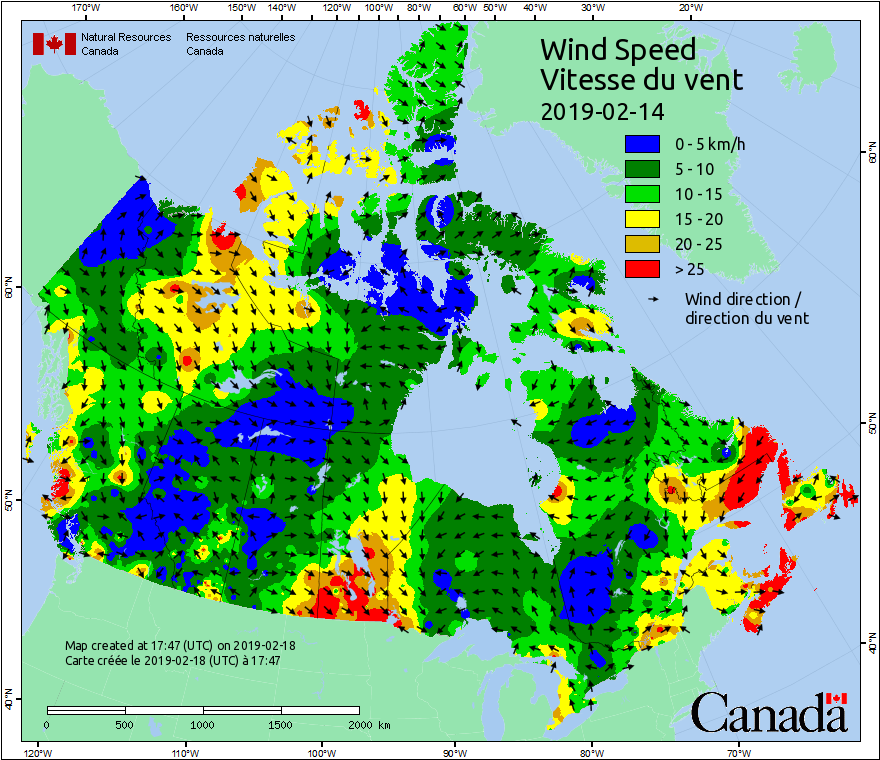 170°W 160°W 150°W 140°W 130°W 120°W 110°W 100°W 90°W 80°W 70°W 60°W 50°W 40°W 30°W 20°W
Natural Resources Canada
Ressources naturelles Canada
Wind Speed
Vitesse du vent
2019-02-14
0 - 5 km/h
5 - 10
10 - 15
15 - 20
20 - 25
> 25
Wind direction /
direction du vent
60°N
60°N
50°N
50°N
40°N
40°N
Map created at 17:47 (UTC) on 2019-02-18
Carte créée le 2019-02-18 (UTC) à 17:47
0 500 1000 1500 2000 km
Canada
120°W 110°W 100°W 90°W 80°W 70°W